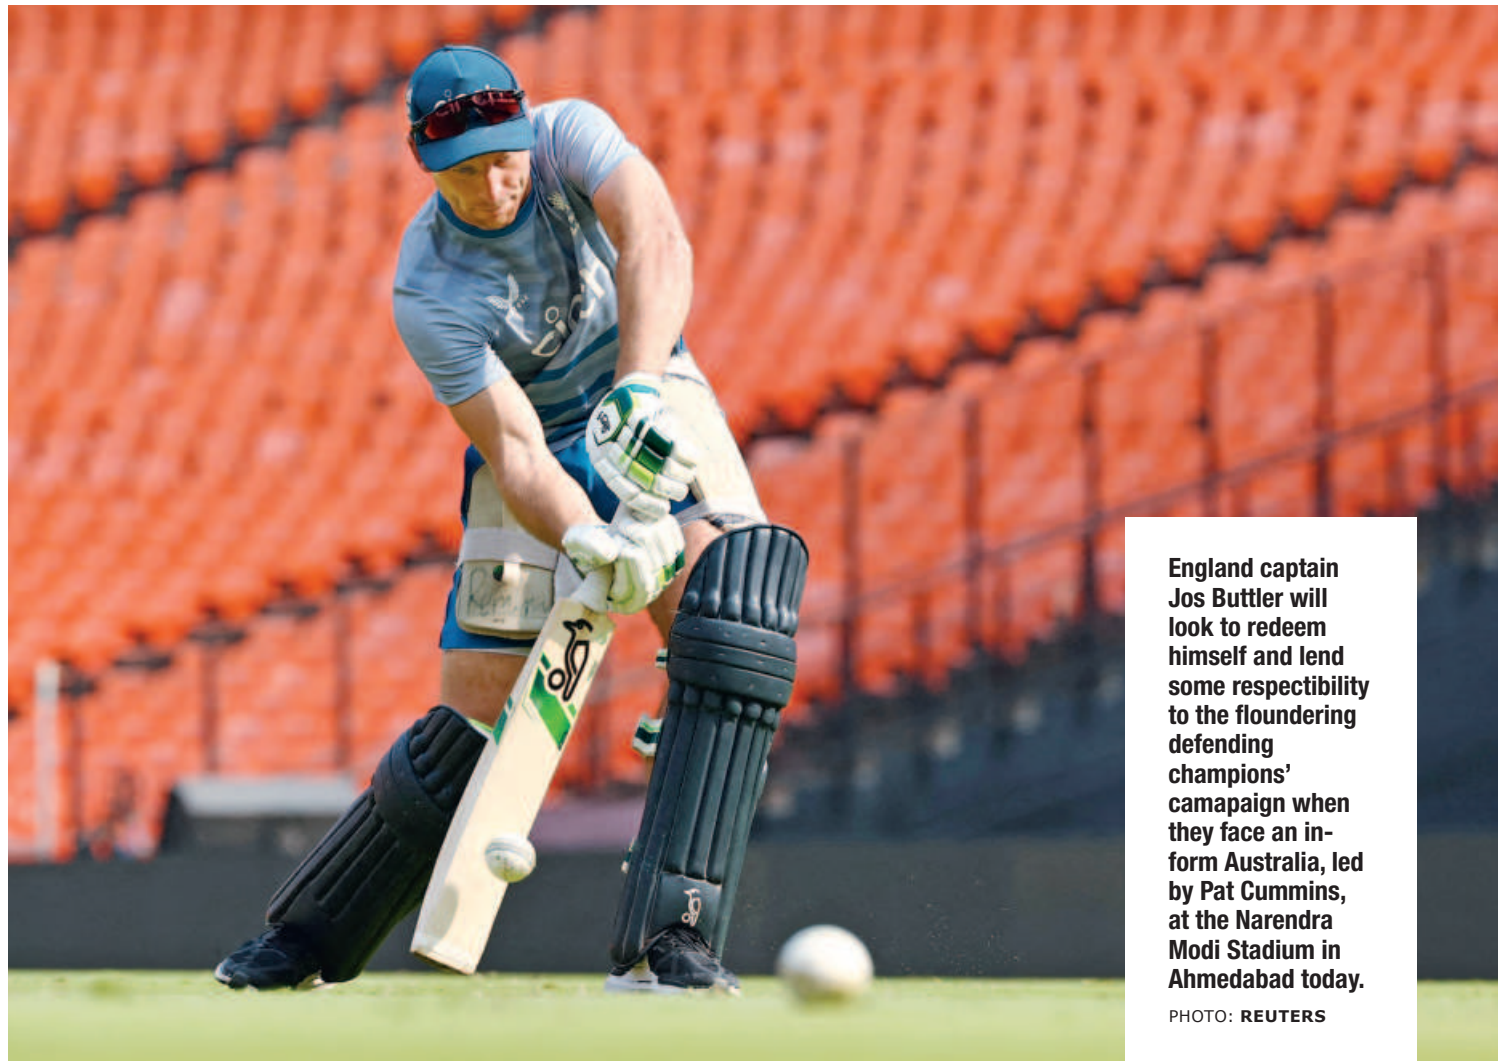 cinch
cinch
England captain
Jos Buttler will
look to redeem
himself and lend
some respectibility
to the floundering
defending
champions’
camapaign when
they face an in-
form Australia, led
by Pat Cummins,
at the Narendra
Modi Stadium in
Ahmedabad today.
PHOTO: REUTERS